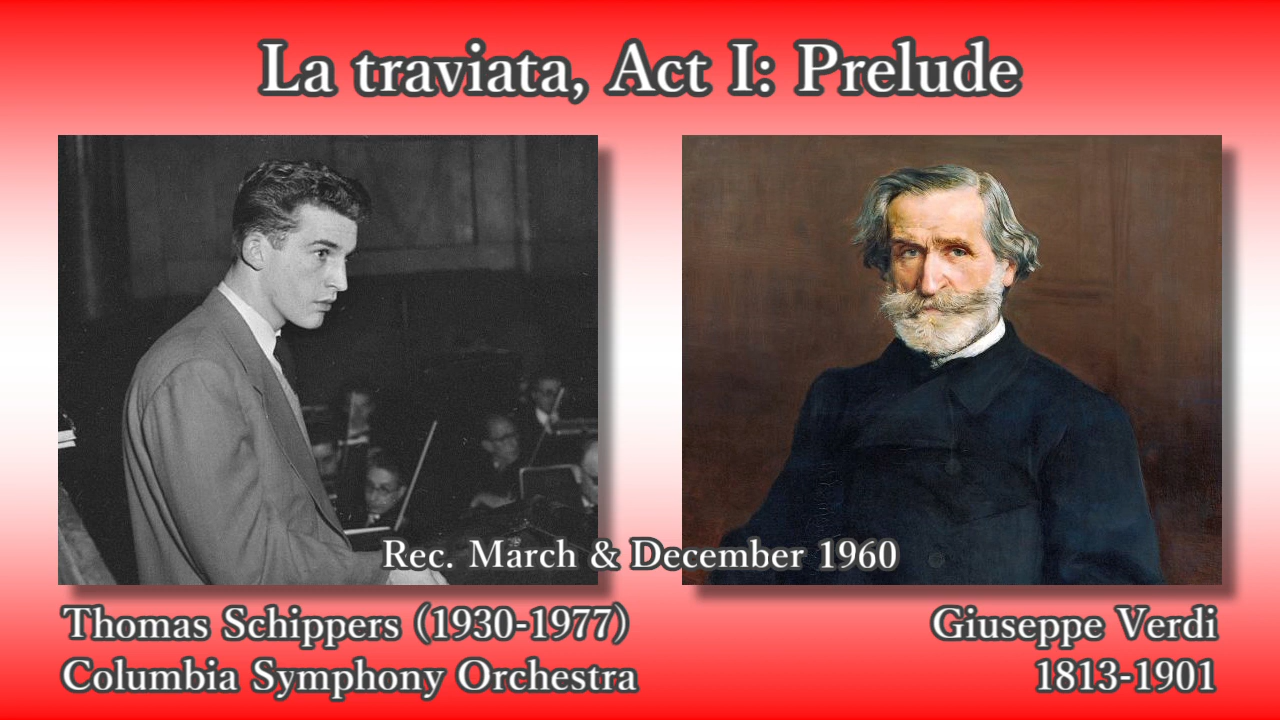 La traviata, Act I: Prelude
Rec. March & December 1960
Thomas Schippers (1930-1977)
Columbia Symphony Orchestra
Giuseppe Verdi
1813-1901